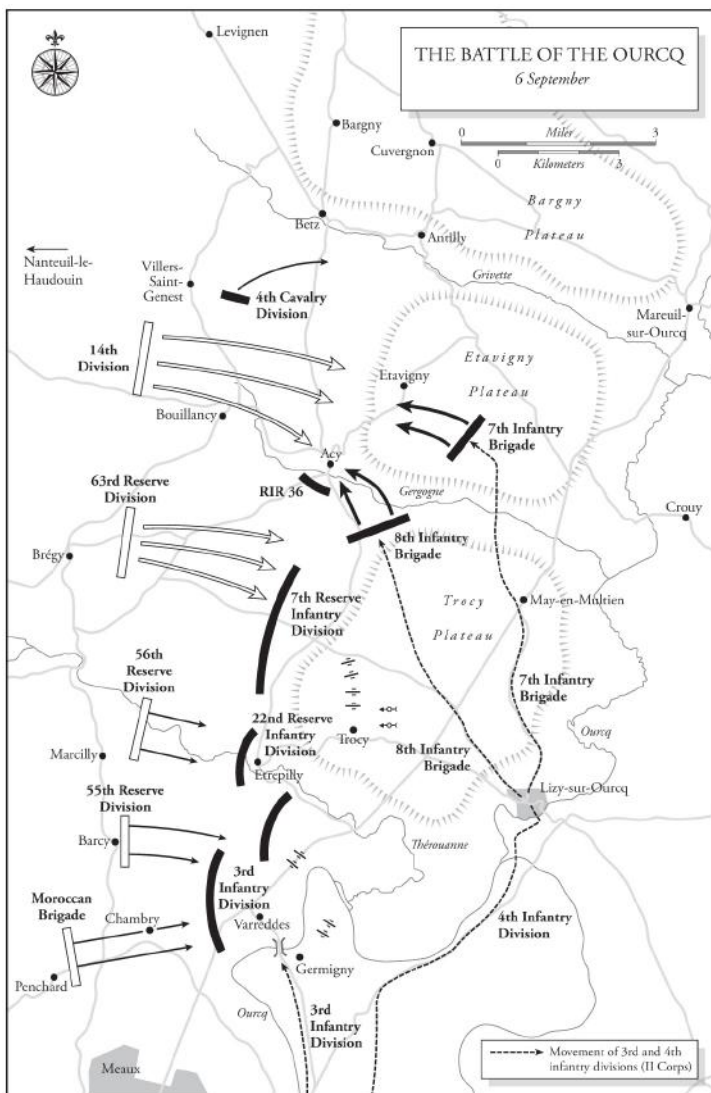 Levignen
THE BATTLE OF THE OURCQ
6 September
0 Miler 3
0 Kilometers 3
Bargny
Cuvergnon
Bargny
Plateau
Betz
Antilly
Grivette
Nanteuil-le-
Haudouin
Villers-
Saint-
Genest
4th Cavalry
Division
Mareuil-
sur-Ourcq
14th
Division
Etavigny
Plateau
Etavigny
Bouillancy
7th Infantry
Brigade
Acy
63rd Reserve
Division
RIR 36
Gergogne
Crouy
8th Infantry
Brigade
Brégy
7th Reserve
Infantry
Division
Trocy
Plateau
May-en-Multien
56th
Reserve
Division
7th Infantry
Brigade
22nd Reserve
Infantry
Division
Trocy
8th Infantry
Brigade
Ourcq
Marcilly
Etrepilly
Lizy-sur-Ourcq
55th Reserve
Division
Barcy
Thérouanne
3rd
Infantry
Division
Moroccan
Brigade
Chambry
Varreddes
4th Infantry
Division
Penchard
Germigny
Ourcq
3rd
Infantry
Division
Meaux
Movement of 3rd and 4th
infantry divisions (II Corps)